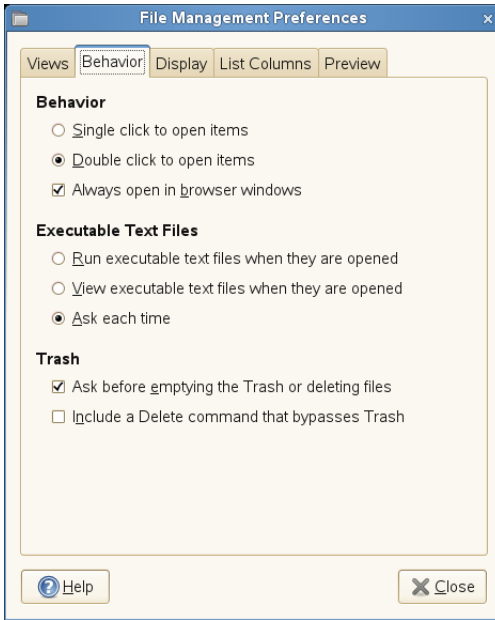 File Management Preferences
Views Behavior Display List Columns Preview
Behavior
Single click to open items
Double click to open items
Always open in browser windows
Executable Text Files
Run executable text files when they are opened
View executable text files when they are opened
Ask each time
Trash
Ask before emptying the Trash or deleting files
Include a Delete command that bypasses Trash
Help Close